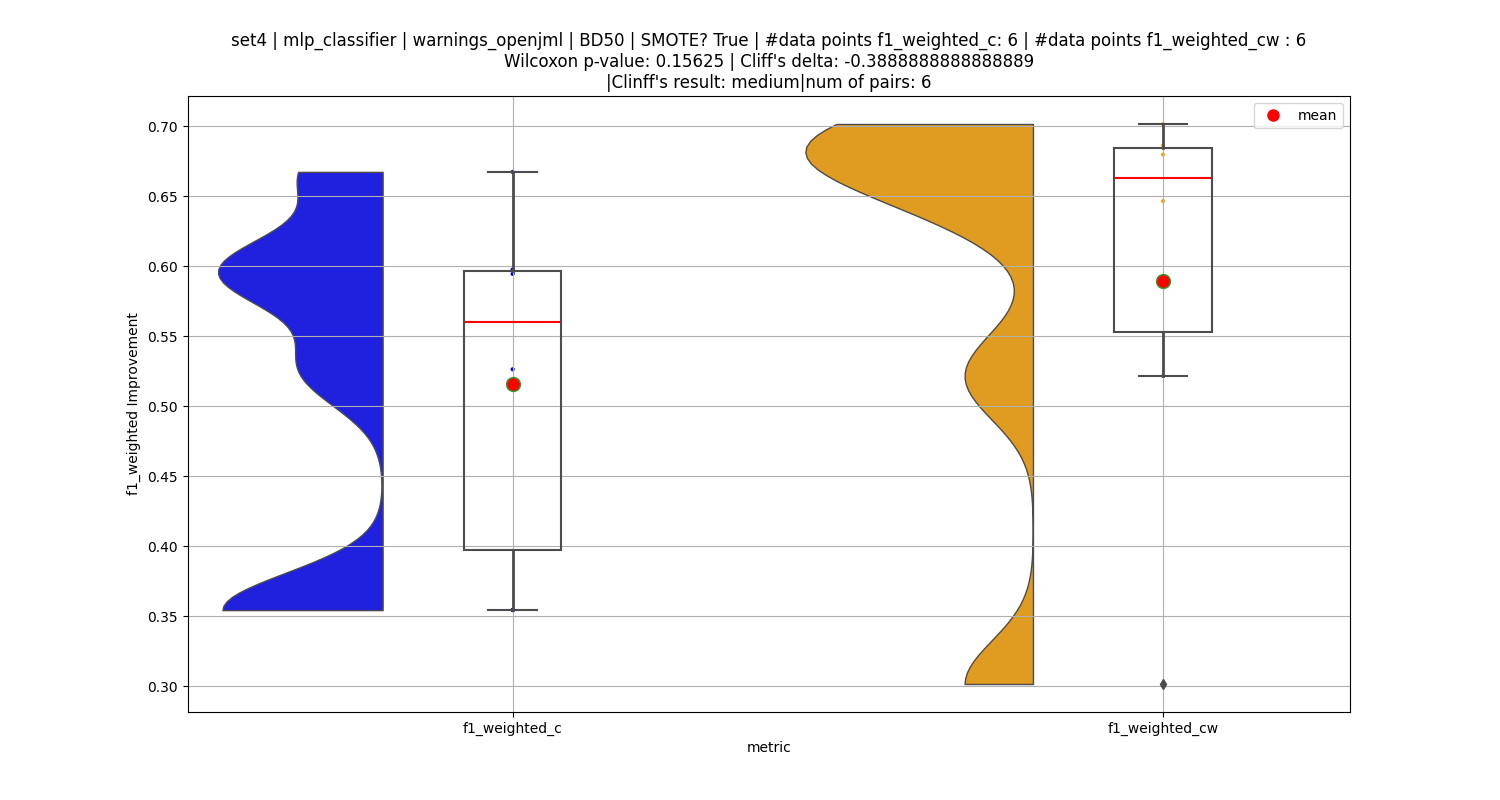 set4 | mlp_classifier | warnings_openjml | BD50 | SMOTE? True | #data points f1_weighted_c: 6 | #data points f1_weighted_cw : 6
Wilcoxon p-value: 0.15625 | Cliff's delta: -0.3888888888888889
|Clinff's result: medium|num of pairs: 6
mean
f1_weighted Improvement
0.70
0.65
0.60
0.55
0.50
0.45
0.40
0.35
0.30
f1_weighted_c
f1_weighted_cw
metric